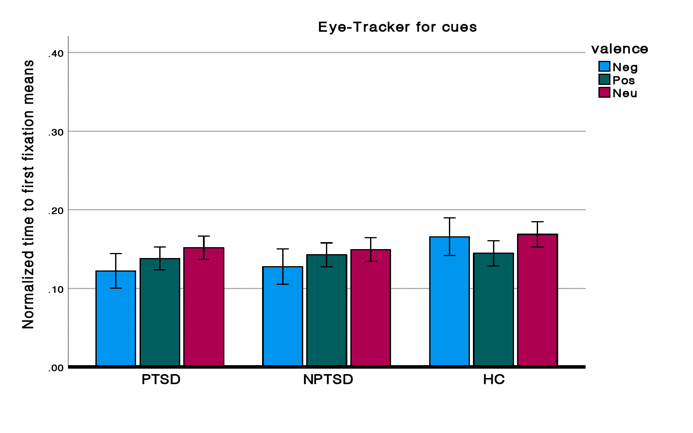 Eye-Tracker for cues
valence
Neg
Pos
Neu
Normalized time to first fixation means
.40
.30
.20
.10
.00
PTSD
NPTSD
HC